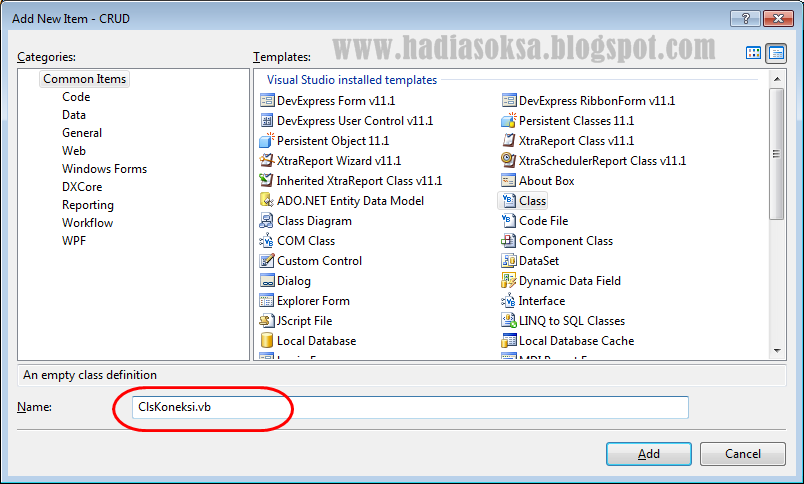 Add New Item - CRUD
www.hadiasoksa.blogspot.com
Categories:
Templates:
Common Items
Code
Data
General
Web
Windows Forms
DXCore
Reporting
Workflow
WPF
Visual Studio installed templates
DevExpress Form v11.1
DevExpress RibbonForm v11.1
DevExpress User Control v11.1
Persistent Classes 11.1
Persistent Object 11.1
XtraReport Class v11.1
XtraReport Wizard v11.1
XtraSchedulerReport Class v11.1
Inherited XtraReport Class v11.1
About Box
ADO.NET Entity Data Model
Class
Class Diagram
Code File
COM Class
Component Class
Custom Control
DataSet
Dialog
Dynamic Data Field
Explorer Form
Interface
JScript File
LINQ to SQL Classes
Local Database
Local Database Cache
An empty class definition
Name:
ClsKoneksi.vb
Add
Cancel